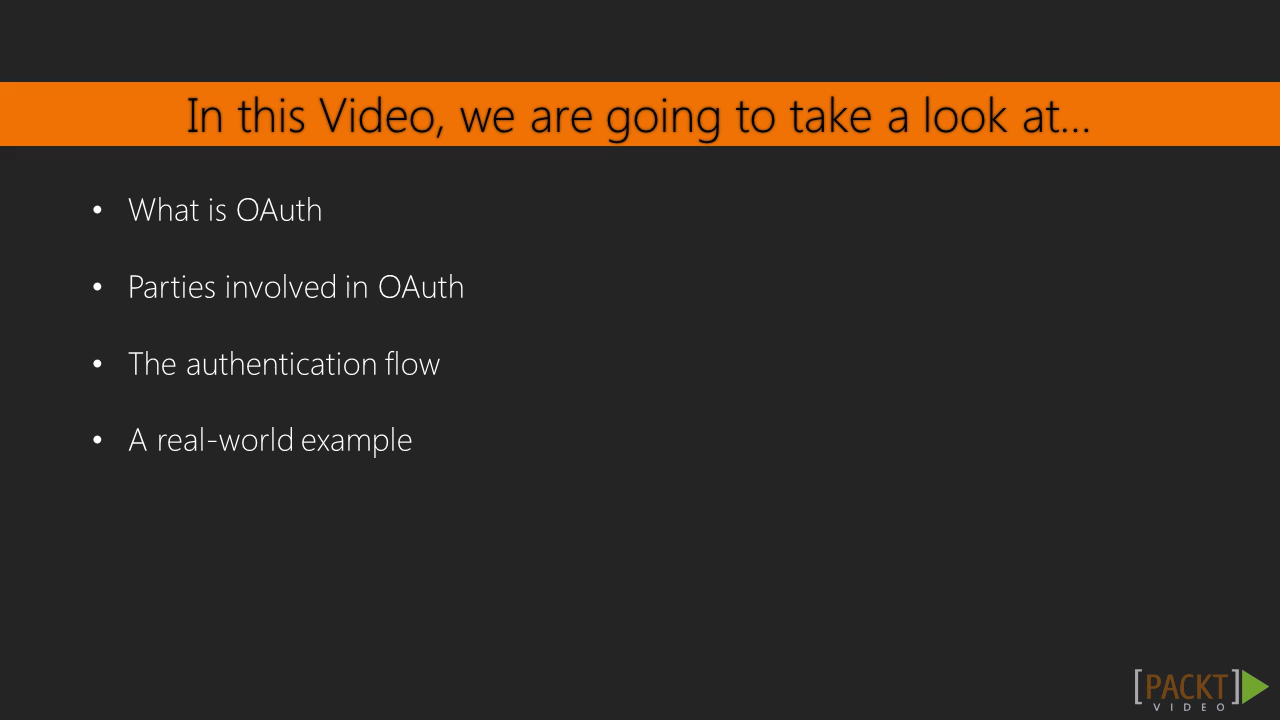 In this Video, we are going to take a look at...
• What is OAuth
• Parties involved in OAuth
• The authentication flow
• A real-world example
[PACKT]
VIDEO